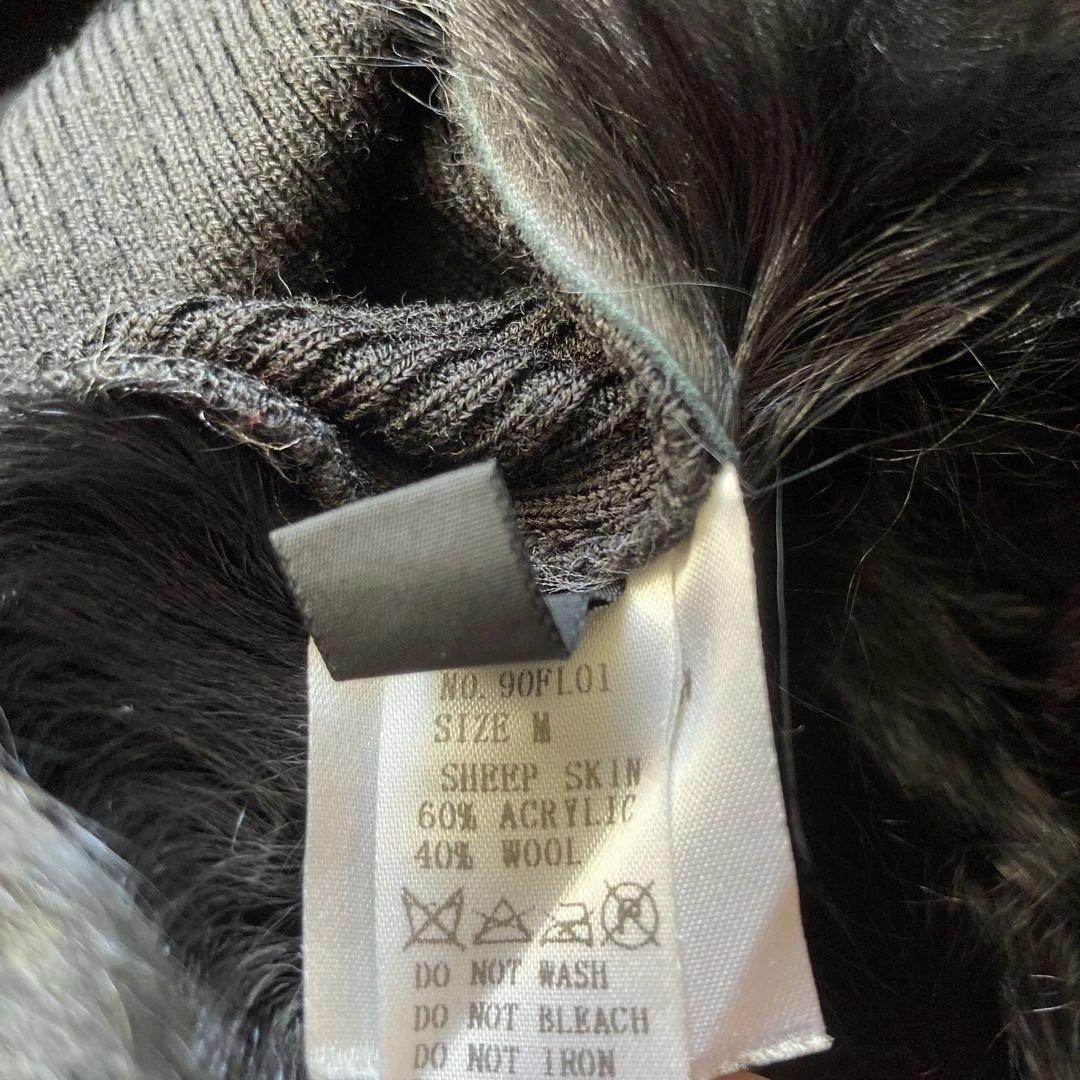 NO. 90FL01
SIZE M
SHEEP SKIN
60% ACRYLIC
40% WOOL
DO NOT WASH
DO NOT BLEACH
DO NOT IRON